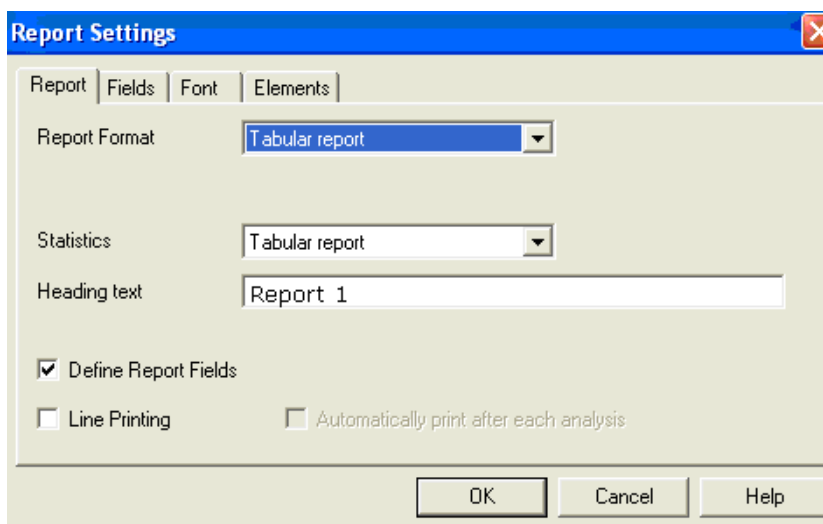 Report Settings
Report Fields Font Elements
Report Format Tabular report
Statistics Tabular report
Heading text Report 1
Define Report Fields
Line Printing Automatically print after each analysis
OK Cancel Help